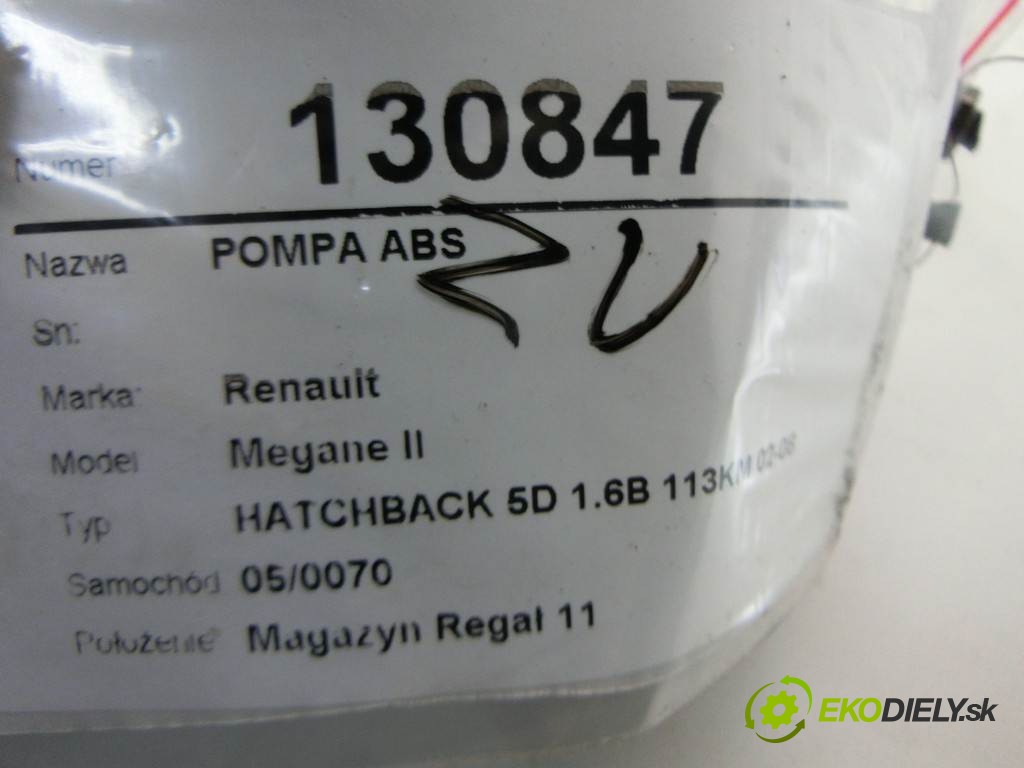 Numer 130847
Nazwa POMPA ABS
Sn:
Marka: Renault
Model Megane II
Typ HATCHBACK 5D 1.6B 113KM 02-08
Samochód 05/0070
Położenie Magazyn Regał 11
EKODIELY.sk